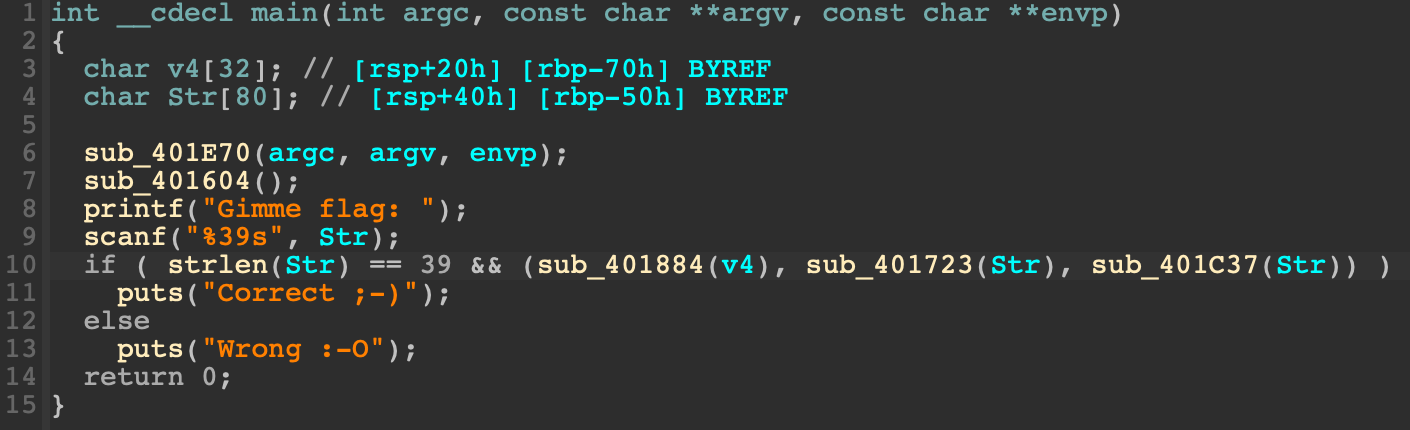 1 int __cdecl main(int argc, const char **argv, const char **envp)
2 {
3   char v4[32]; // [rsp+20h] [rbp-70h] BYREF
4   char Str[80]; // [rsp+40h] [rbp-50h] BYREF
5
6   sub_401E70(argc, argv, envp);
7   sub_401604();
8   printf("Gimme flag: ");
9   scanf("%39s", Str);
10   if ( strlen(Str) == 39 && (sub_401884(v4), sub_401723(Str), sub_401C37(Str)) )
11     puts("Correct ;-)");
12   else
13     puts("Wrong :-O");
14   return 0;
15 }